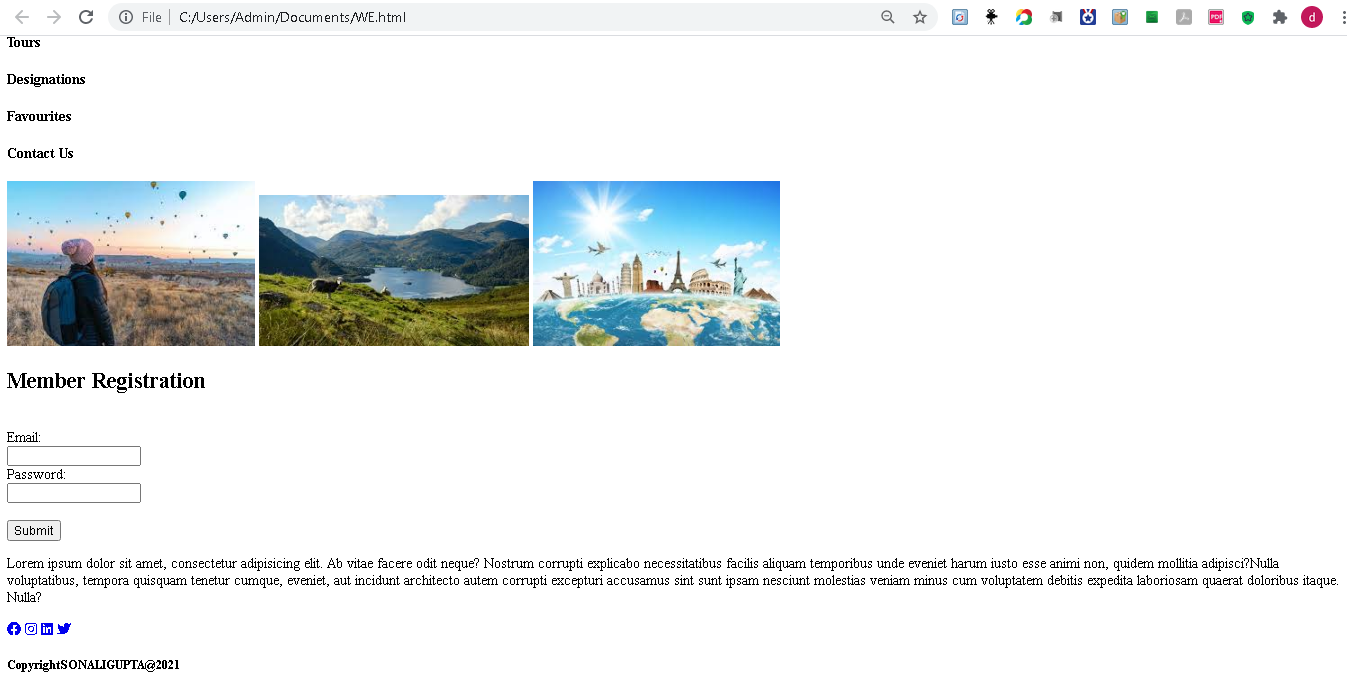 File C:/Users/Admin/Documents/WE.html
d
PDF
Tours
Designations
Favourites
Contact Us
Member Registration
Email:
Password:
Submit
Lorem ipsum dolor sit amet, consectetur adipisicing elit. Ab vitae facere odit neque? Nostrum corrupti explicabo necessitatibus facilis aliquam temporibus unde eveniet harum iusto esse animi non, quidem mollitia adipisci?Nulla
voluptatibus, tempora quisquam tenetur cumque, eveniet, aut incidunt architecto autem corrupti excepturi accusamus sint sunt ipsam nesciunt molestias veniam minus cum voluptatem debitis expedita laboriosam quaerat doloribus itaque.
Nulla?
CopyrightSONALIGUPTA@2021